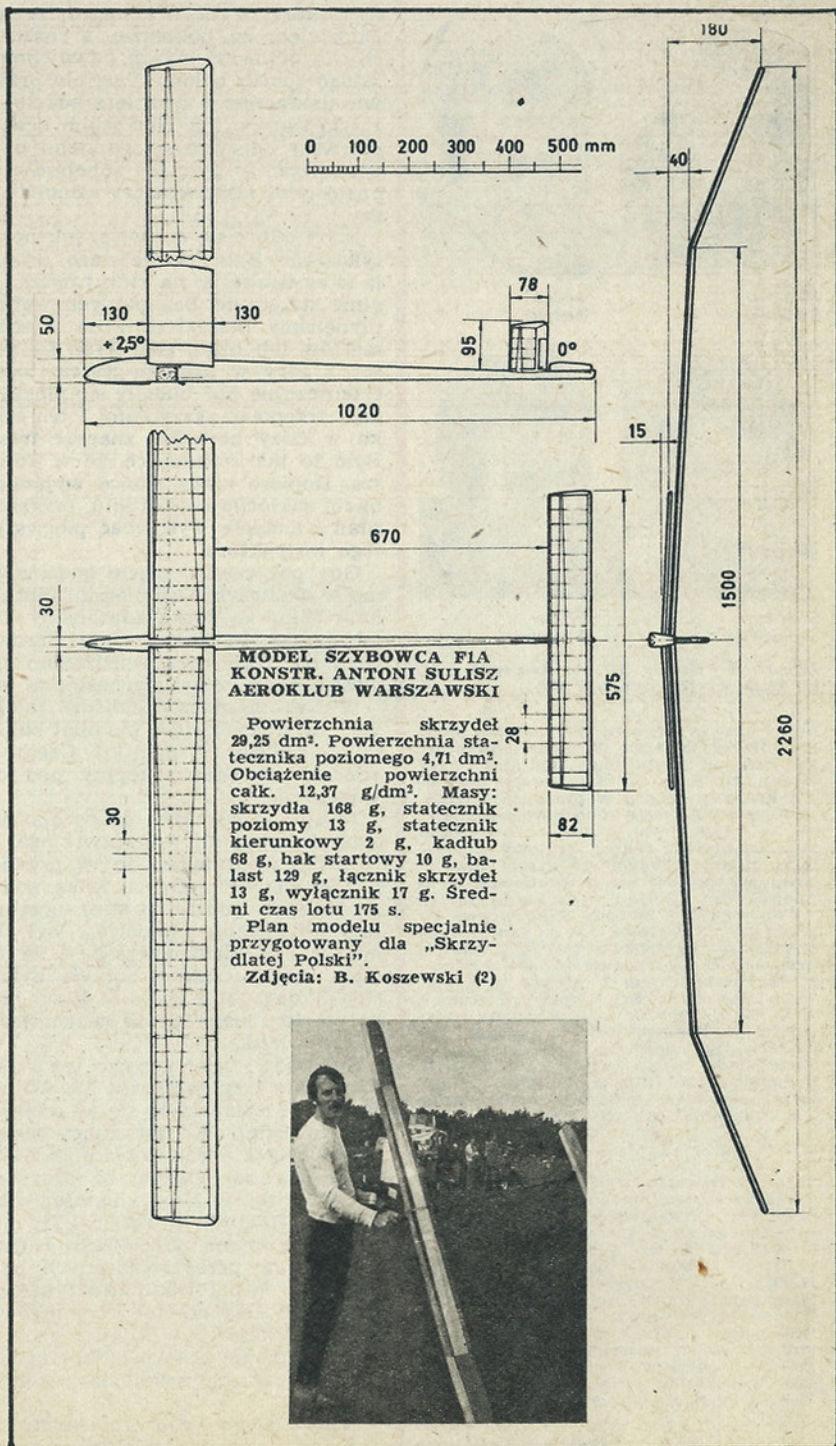 180
0 100 200 300 400 500 mm
40
78
130 130
50
+ 2,5°
95
0°
1020
15
670
1500
30
MODEL SZYBOWCA F1A
KONSTR. ANTONI SULISZ
AEROKLUB WARSZAWSKI
575
Powierzchnia skrzydeł
29,25 dm². Powierzchnia sta-
tecznika poziomego 4,71 dm².
Obciążenie powierzchni
całk. 12,37 g/dm². Masy:
skrzydła 168 g, statecznik
poziomy 13 g, statecznik
kierunkowy 2 g, kadłub
68 g, hak startowy 10 g, ba-
last 129 g, łącznik skrzydeł
13 g, wyłącznik 17 g. Śred-
ni czas lotu 175 s.
Plan modelu specjalnie
przygotowany dla „Skrzy-
dlatej Polski”.
Zdjęcia: B. Koszewski (2)
28
2260
30
82